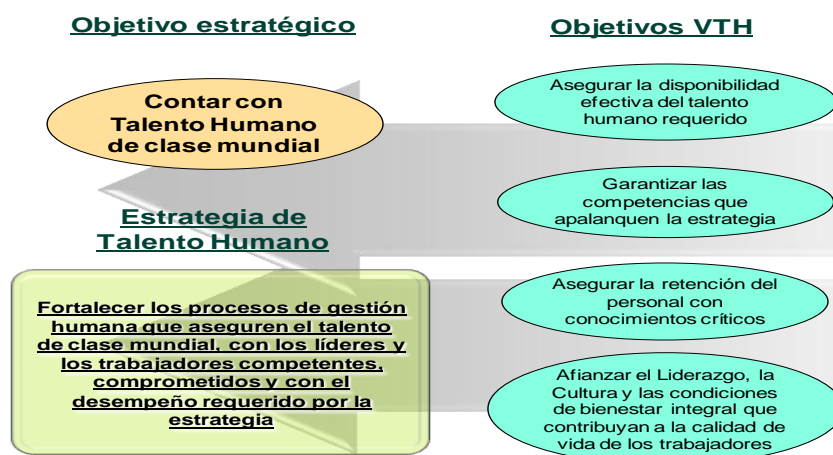 Objetivo estratégico
Contar con
Talento Humano
de clase mundial
Estrategia de
Talento Humano
Fortalecer los procesos de gestión
humana que aseguren el talento
de clase mundial, con los líderes y
los trabajadores competentes,
comprometidos y con el
desempeño requerido por la
estrategia
Objetivos VTH
Asegurar la disponibilidad
efectiva del talento
humano requerido
Garantizar las
competencias que
apalanquen la estrategia
Asegurar la retención del
personal con
conocimientos críticos
Afianzar el Liderazgo, la
Cultura y las condiciones
de bienestar integral que
contribuyan a la calidad de
vida de los trabajadores